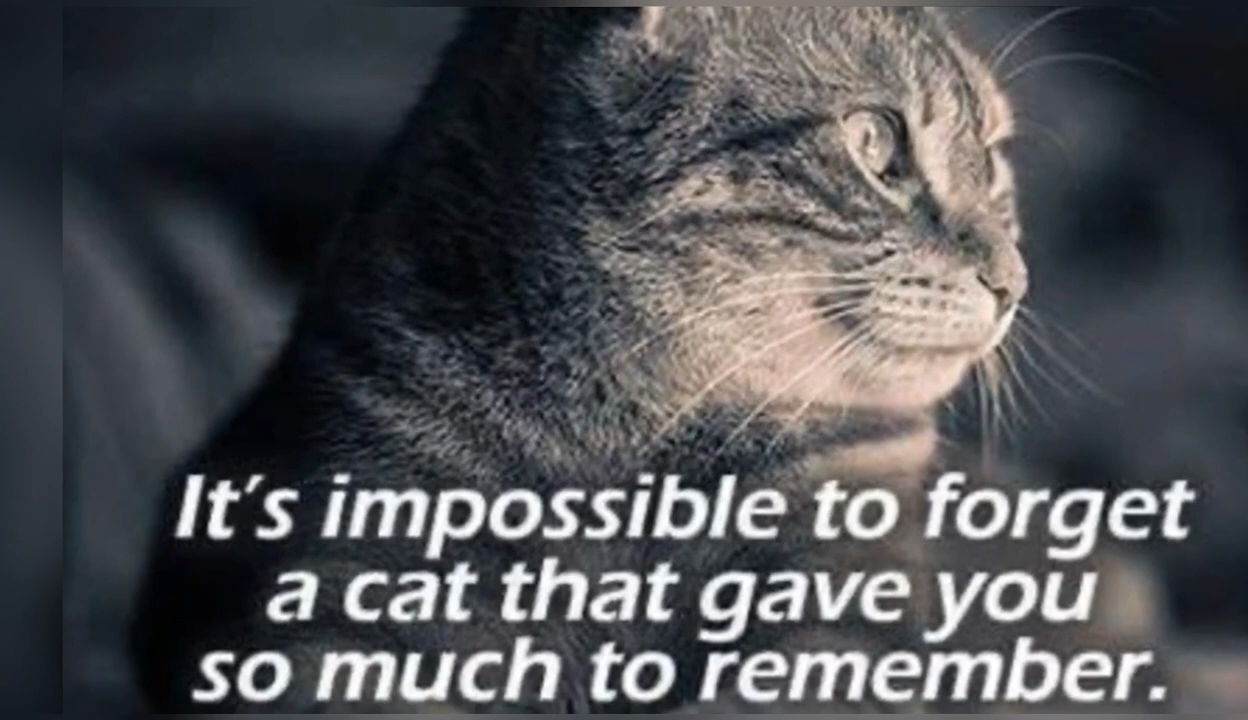 It's impossible to forget
a cat that gave you
so much to remember.